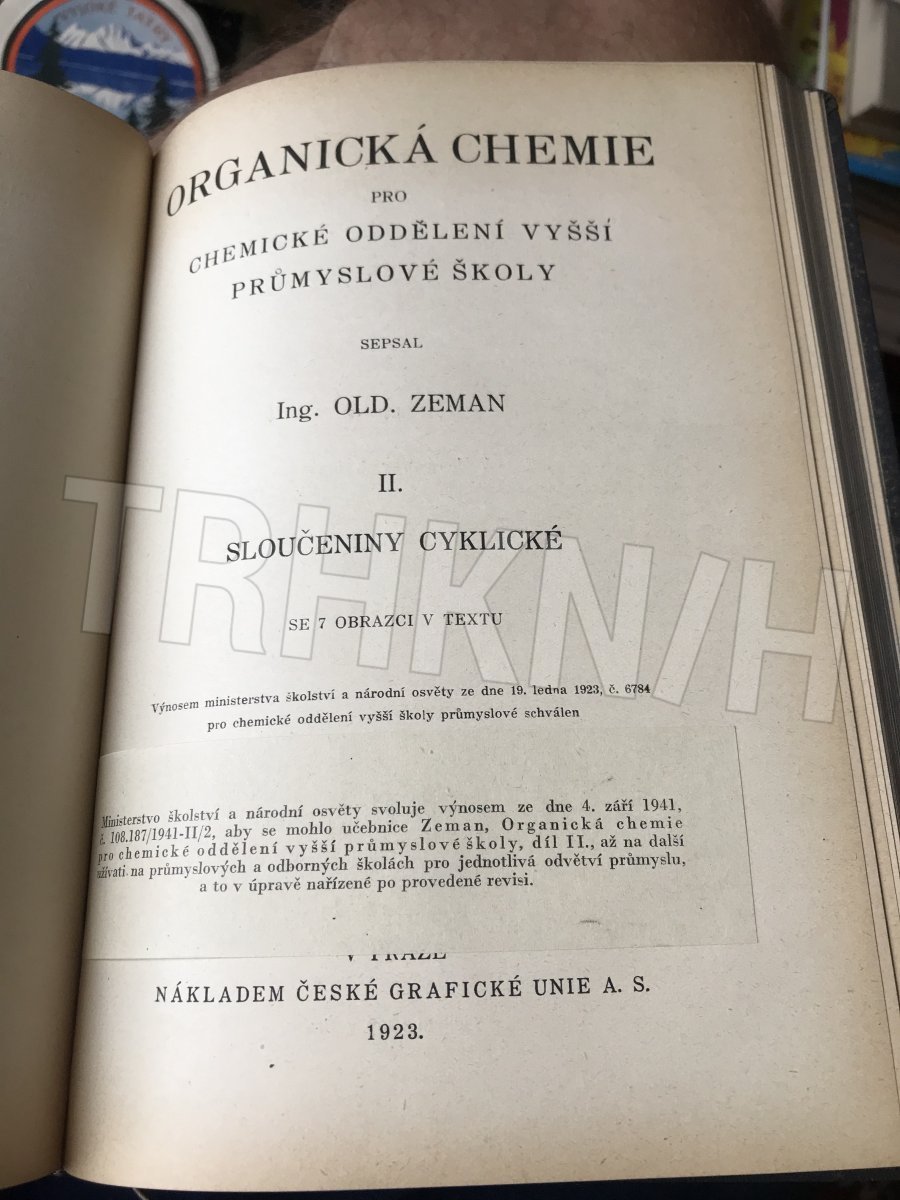 VYSOKÉ TATRY
ORGANICKÁ CHEMIE
PRO
CHEMICKÉ ODDĚLENÍ VYŠŠÍ
PRŮMYSLOVÉ ŠKOLY
SEPSAL
Ing. OLD. ZEMAN
II.
SLOUČENINY CYKLICKÉ
TRHKNIH
SE 7 OBRAZCI V TEXTU
Výnosem ministerstva školství a národní osvěty ze dne 19. ledna 1923, č. 6784
pro chemické oddělení vyšší školy průmyslové schválen
Ministerstvo školství a národní osvěty svoluje výnosem ze dne 4. září 1941,
č. 108.187/1941-II/2, aby se mohlo učebnice Zeman, Organická chemie
pro chemické oddělení vyšší průmyslové školy, díl II., až na další
užívati na průmyslových a odborných školách pro jednotlivá odvětví průmyslu,
a to v úpravě nařízené po provedené revisi.
V PRAZE
NÁKLADEM ČESKÉ GRAFICKÉ UNIE A. S.
1923.